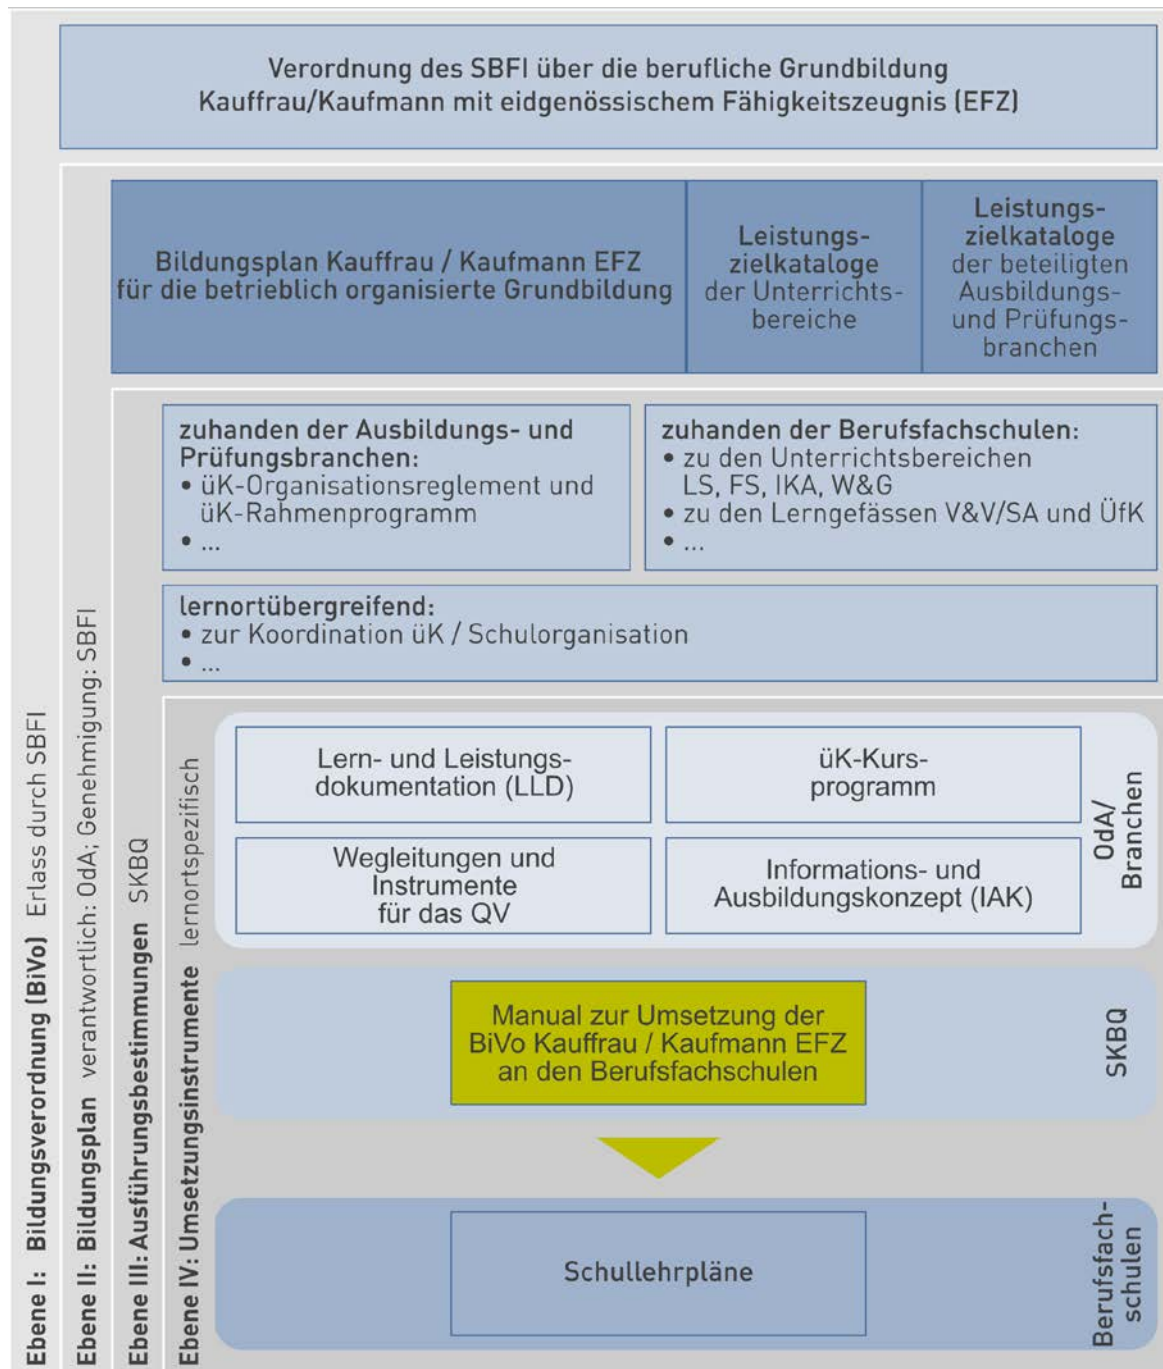 Verordnung des SBFI über die berufliche Grundbildung
Kauffrau/Kaufmann mit eidgenössischem Fähigkeitszeugnis (EFZ)
Bildungsplan Kauffrau / Kaufmann EFZ
für die betrieblich organisierte Grundbildung
Leistungs-
zielkataloge
der Unterrichts-
bereiche
Leistungs-
zielkataloge
der beteiligten
Ausbildungs-
und Prüfungs-
branchen
zuhanden der Ausbildungs- und
Prüfungsbranchen:
• üK-Organisationsreglement und
üK-Rahmenprogramm
• ...
zuhanden der Berufsfachschulen:
• zu den Unterrichtsbereichen
LS, FS, IKA, W&G
• zu den Lerngefässen V&V/SA und ÜfK
• ...
lernortübergreifend:
• zur Koordination üK / Schulorganisation
• ...
Lern- und Leistungs-
dokumentation (LLD)
üK-Kurs-
programm
Wegleitungen und
Instrumente
für das QV
Informations- und
Ausbildungskonzept (IAK)
OdA/
Branchen
Manual zur Umsetzung der
BiVo Kauffrau / Kaufmann EFZ
an den Berufsfachschulen
SKBQ
Schullehrpläne
Berufsfach-
schulen
Ebene I: Bildungsverordnung (BiVo) Erlass durch SBFI
Ebene II: Bildungsplan verantwortlich: OdA; Genehmigung: SBFI
Ebene III: Ausführungsbestimmungen SKBQ
Ebene IV: Umsetzungsinstrumente lernortspezifisch